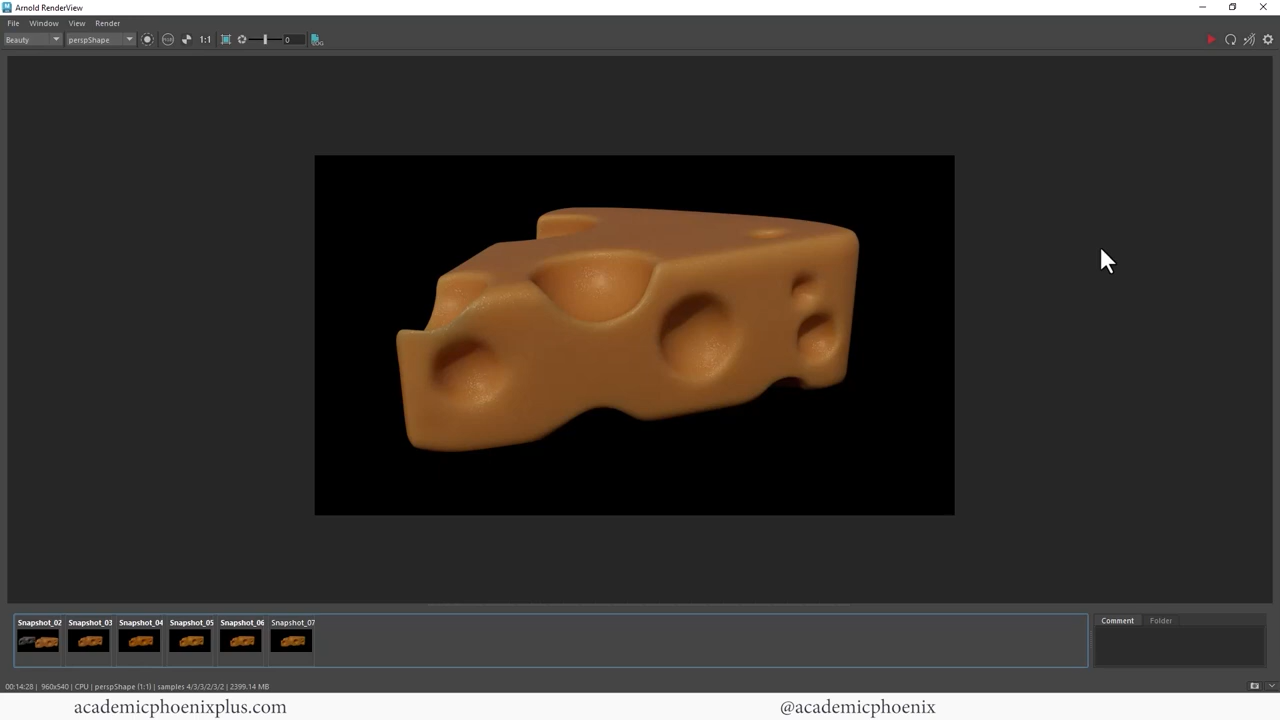 Arnold RenderView
File Window View Render
Beauty perspShape 1:1 0
Snapshot_02 Snapshot_03 Snapshot_04 Snapshot_05 Snapshot_06 Snapshot_07
Comment Folder
00:14:28 | 960x540 | CPU | perspShape (1:1) | samples 4/3/3/2/3/2 | 2399.14 MB
academicphoenixplus.com @academicphoenix